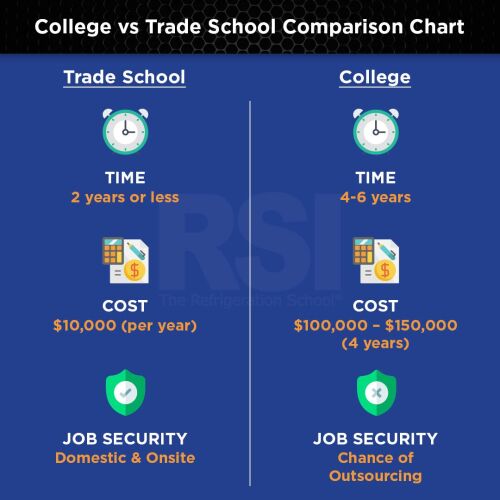 College vs Trade School Comparison Chart
Trade School
College
TIME
2 years or less
TIME
4-6 years
RSI
The Refrigeration School®
COST
$10,000 (per year)
COST
$100,000 – $150,000
(4 years)
JOB SECURITY
Domestic & Onsite
JOB SECURITY
Chance of
Outsourcing